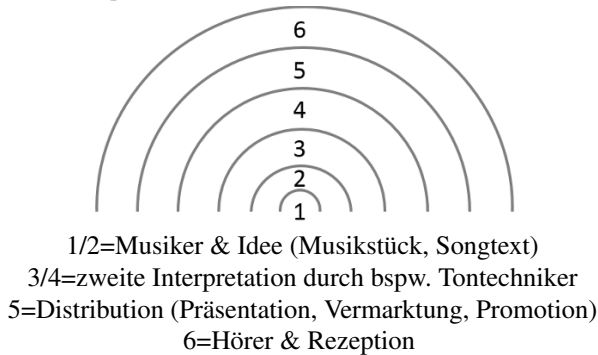 6
5
4
3
2
1
1/2=Musiker & Idee (Musikstück, Songtext)
3/4=zweite Interpretation durch bspw. Tontechniker
5=Distribution (Präsentation, Vermarktung, Promotion)
6=Hörer & Rezeption